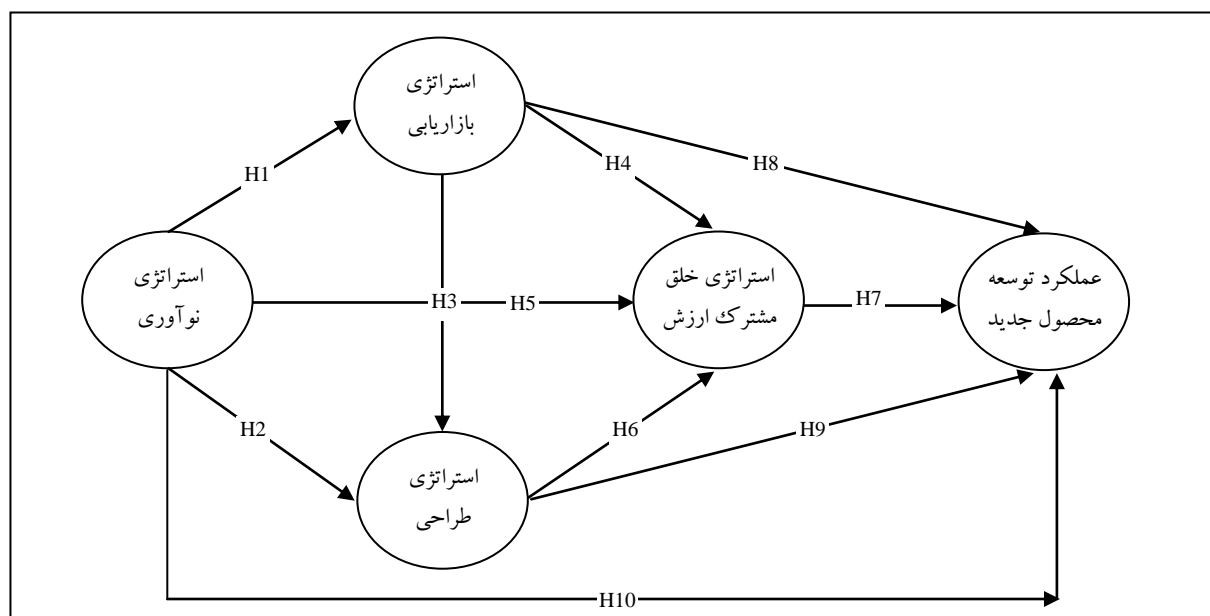 استراتژی
بازاریابی
H1
H4
H8
استراتژی
نوآوری
H3
H5
استراتژی خلق
مشترک ارزش
H7
عملکرد توسعه
محصول جدید
H2
H6
H9
استراتژی
طراحی
H10